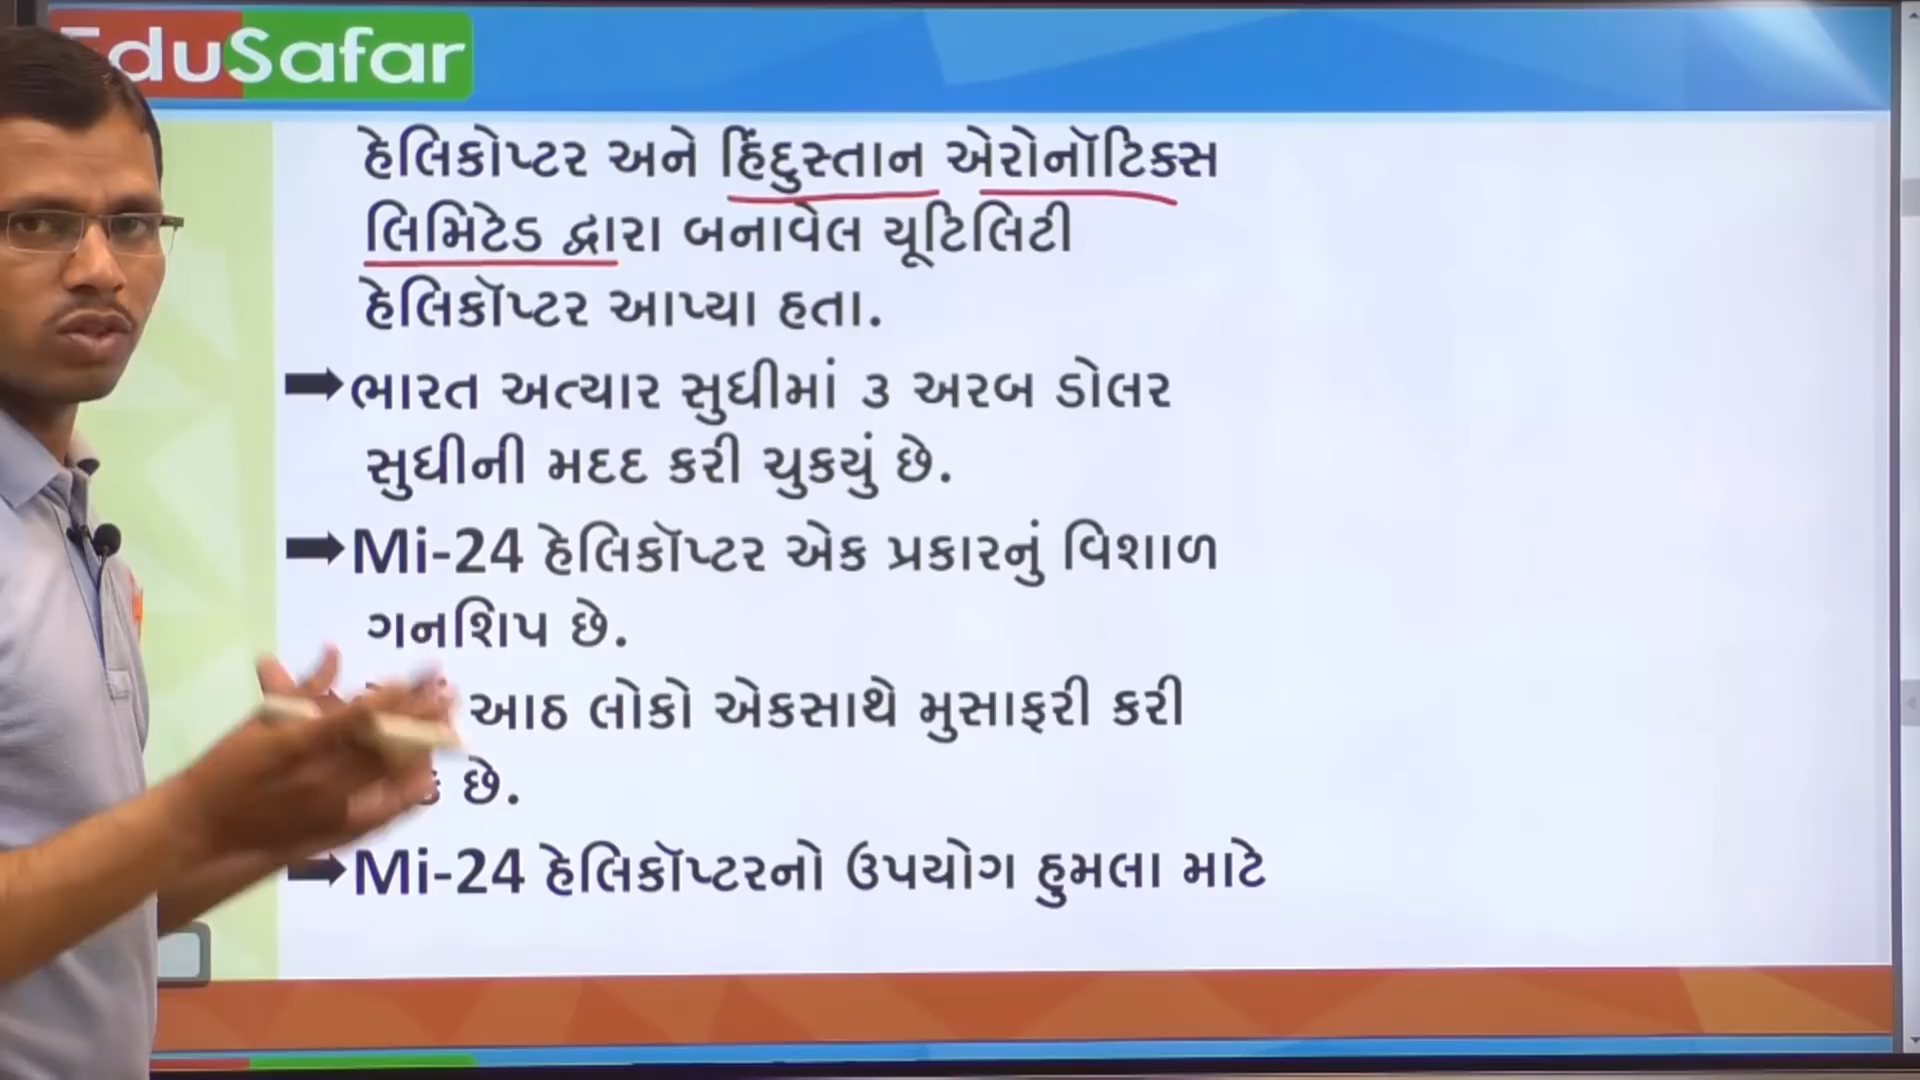 EduSafar
હેલિકોપ્ટર અને હિંદુસ્તાન એરોનૉટિક્સ
લિમિટેડ દ્વારા બનાવેલ યૂટિલિટી
હેલિકૉપ્ટર આપ્યા હતા.
ભારત અત્યાર સુધીમાં ૩ અરબ ડોલર
સુધીની મદદ કરી ચુકયું છે.
Mi-24 હેલિકૉપ્ટર એક પ્રકારનું વિશાળ
ગનશિપ છે.
આઠ લોકો એકસાથે મુસાફરી કરી
છે.
Mi-24 હેલિકૉપ્ટરનો ઉપયોગ હુમલા માટે